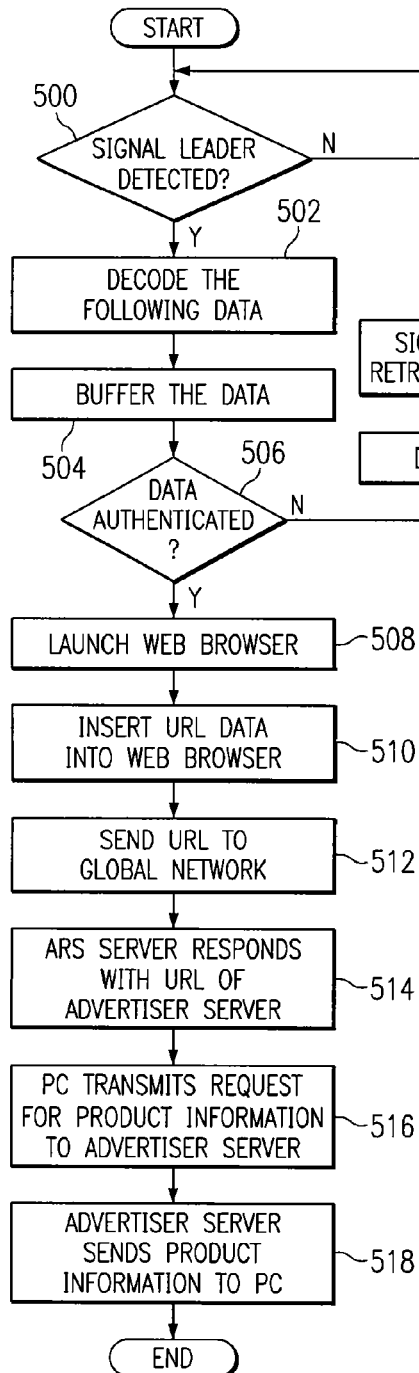 START
500
SIGNAL LEADER
DETECTED?
N
Y
502
DECODE THE
FOLLOWING DATA
BUFFER THE DATA
504
506
DATA
AUTHENTICATED
?
N
Y
LAUNCH WEB BROWSER
508
INSERT URL DATA
INTO WEB BROWSER
510
SEND URL TO
GLOBAL NETWORK
512
ARS SERVER RESPONDS
WITH URL OF
ADVERTISER SERVER
514
PC TRANSMITS REQUEST
FOR PRODUCT INFORMATION
TO ADVERTISER SERVER
516
ADVERTISER SERVER
SENDS PRODUCT
INFORMATION TO PC
518
END